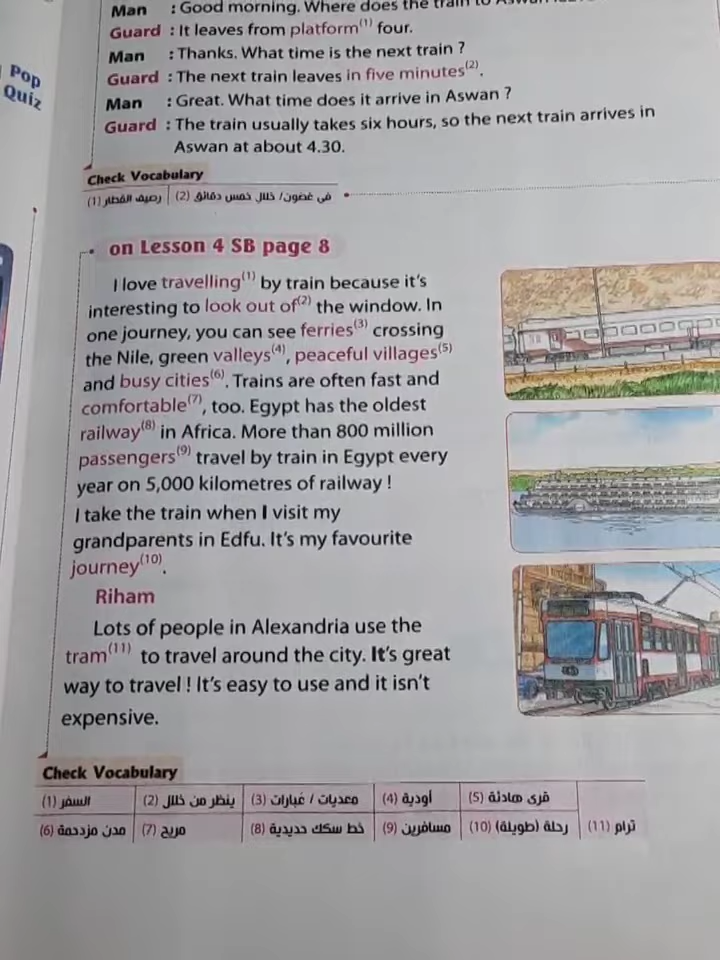 Man : Good morning. Where does the train to Aswan
Guard : It leaves from platform(1) four.
Man : Thanks. What time is the next train ?
Guard : The next train leaves in five minutes(2).
Man : Great. What time does it arrive in Aswan ?
Guard : The train usually takes six hours, so the next train arrives in
Aswan at about 4.30.
Pop
Quiz
Check Vocabulary
(1) رصيف القطار (2) في غضون / خلال خمس دقائق
on Lesson 4 SB page 8
I love travelling(1) by train because it's
interesting to look out of(2) the window. In
one journey, you can see ferries(3) crossing
the Nile, green valleys(4), peaceful villages(5)
and busy cities(6). Trains are often fast and
comfortable(7), too. Egypt has the oldest
railway(8) in Africa. More than 800 million
passengers(9) travel by train in Egypt every
year on 5,000 kilometres of railway !
I take the train when I visit my
grandparents in Edfu. It's my favourite
journey(10).
Riham
Lots of people in Alexandria use the
tram(11) to travel around the city. It's great
way to travel ! It's easy to use and it isn't
expensive.
Check Vocabulary
(1) السفر (2) ينظر من خلال (3) معديات / عَبارات (4) أودية (5) قرى هادئة
(6) مدن مزدحمة (7) مريح (8) خط سكك حديدية (9) مسافرين (10) رحلة (طويلة) (11) ترام